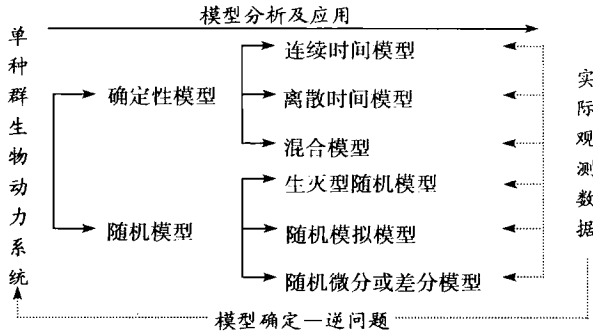 模型分析及应用
单种群生物动力系统
确定性模型
连续时间模型
离散时间模型
混合模型
随机模型
生灭型随机模型
随机模拟模型
随机微分或差分模型
实际观测数据
模型确定—逆问题